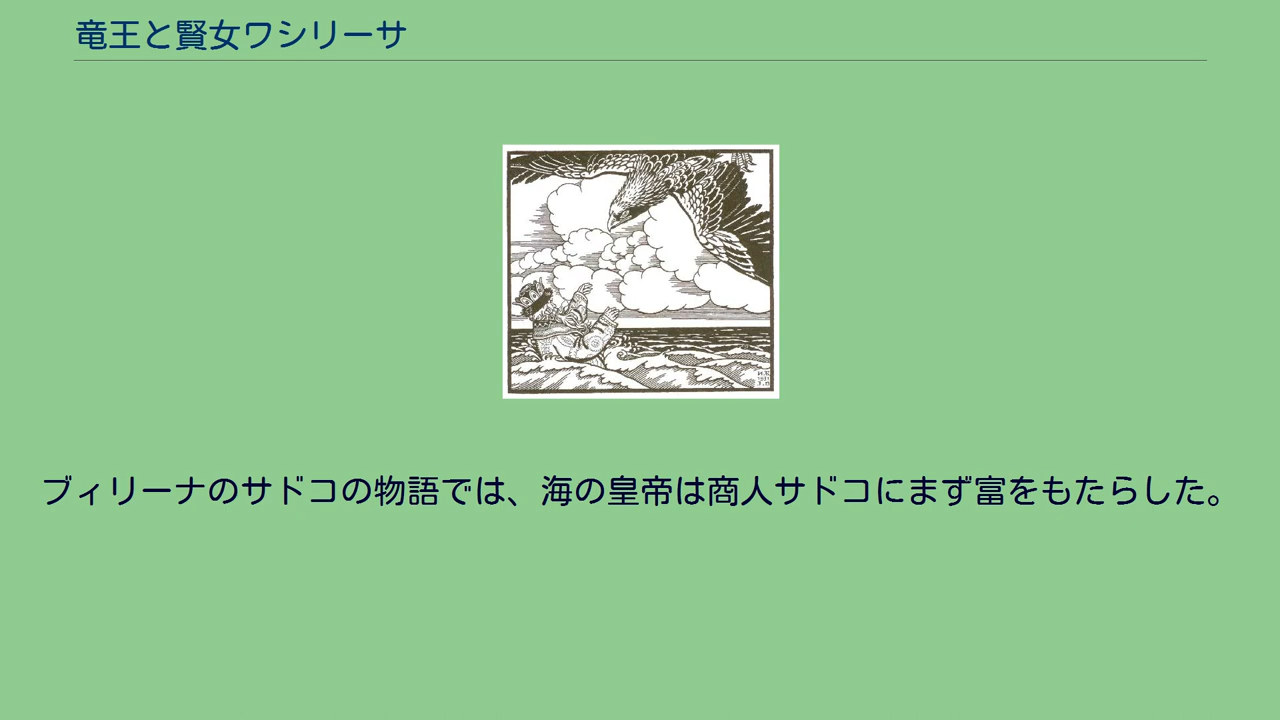 竜王と賢女ワシリーサ
ブィリーナのサドコの物語では、海の皇帝は商人サドコにまず富をもたらした。